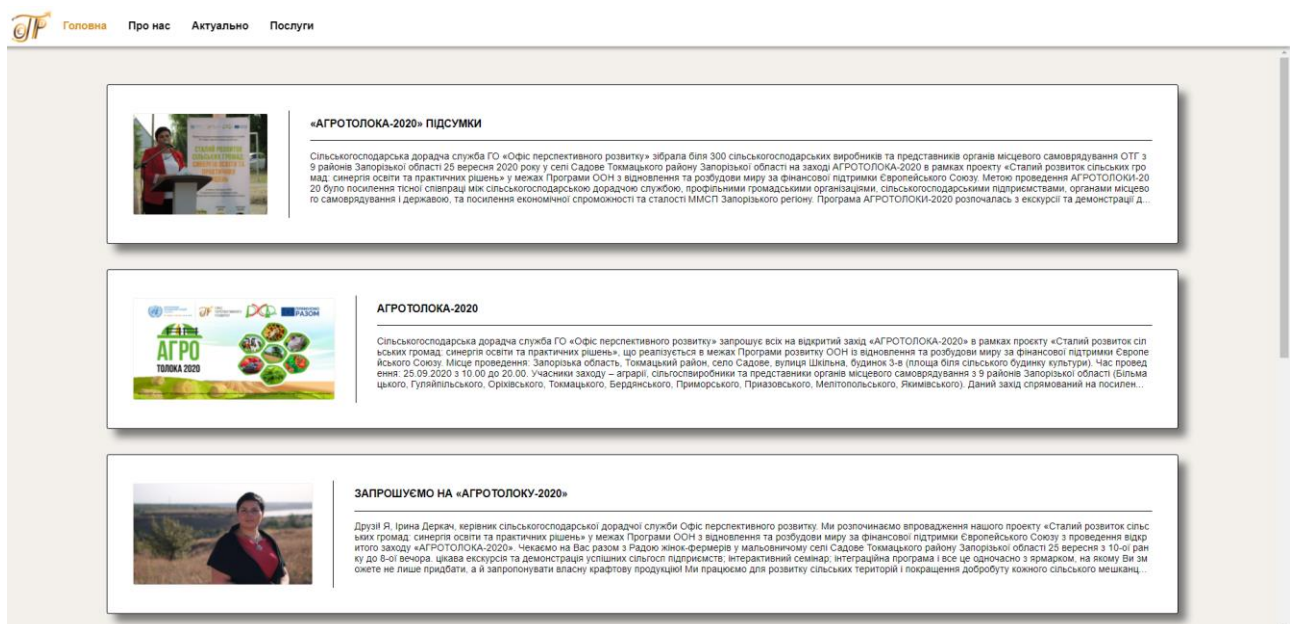 Головна Про нас Актуально Послуги
«АГРОТОЛОКА-2020» ПІДСУМКИ
Сільськогосподарська дорадча служба ГО «Офіс перспективного розвитку» зібрала біля 300 сільськогосподарських виробників та представників органів місцевого самоврядування ОТГ з
9 районів Запорізької області 25 вересня 2020 року у селі Садове Токмацького району Запорізької області на заході АГРОТОЛОКА-2020 в рамках проекту «Сталий розвиток сільських гро
мад: синергія освіти та практичних рішень» у межах Програми ООН з відновлення та розбудови миру за фінансової підтримки Європейського Союзу. Метою проведення АГРОТОЛОКИ-20
20 було посилення тісної співпраці між сільськогосподарською дорадчою службою, профільними громадськими організаціями, сільськогосподарськими підприємствами, органами місцево
го самоврядування і державою, та посилення економічної спроможності та сталості ММСП Запорізького регіону. Програма АГРОТОЛОКИ-2020 розпочалась з екскурсії та демонстрації д...
СТАЛИЙ РОЗВИТОК
СІЛЬСЬКИХ ГРОМАД:
СИНЕРГІЯ ОСВІТИ ТА
ПРАКТИЧНИХ
РІШЕНЬ
АГРОТОЛОКА-2020
Сільськогосподарська дорадча служба ГО «Офіс перспективного розвитку» запрошує всіх на відкритий захід «АГРОТОЛОКА-2020» в рамках проєкту «Сталий розвиток сіл
ьських громад: синергія освіти та практичних рішень», що реалізується в межах Програми розвитку ООН із відновлення та розбудови миру за фінансової підтримки Європе
йського Союзу. Місце проведення: Запорізька область, Токмацький район, село Садове, вулиця Шкільна, будинок 3-в (площа біля сільського будинку культури). Час провед
ення: 25.09.2020 з 10.00 до 20.00. Учасники заходу – аграрії, сільгоспвиробники та представники органів місцевого самоврядування з 9 районів Запорізької області (Більма
цького, Гуляйпільського, Оріхівського, Токмацького, Бердянського, Приморського, Приазовського, Мелітопольського, Якимівського). Даний захід спрямований на посилен...
РАЗОМ
АГРО
ТОЛОКА 2020
ЗАПРОШУЄМО НА «АГРОТОЛОКУ-2020»
Друзі! Я, Ірина Деркач, керівник сільськогосподарської дорадчої служби Офіс перспективного розвитку. Ми розпочинаємо впровадження нашого проекту «Сталий розвиток сільс
ьких громад: синергія освіти та практичних рішень» у межах Програми ООН з відновлення та розбудови миру за фінансової підтримки Європейського Союзу з проведення відкр
итого заходу «АГРОТОЛОКА-2020». Чекаємо на Вас разом з Радою жінок-фермерів у мальовничому селі Садове Токмацького району Запорізької області 25 вересня з 10-ої ран
ку до 8-ої вечора. цікава екскурсія та демонстрація успішних сільгосп підприємств; інтерактивний семінар; інтеграційна програма і все це одночасно з ярмарком, на якому Ви зм
ожете не лише придбати, а й запропонувати власну крафтову продукцію! Ми працюємо для розвитку сільських територій і покращення добробуту кожного сільського мешканц...